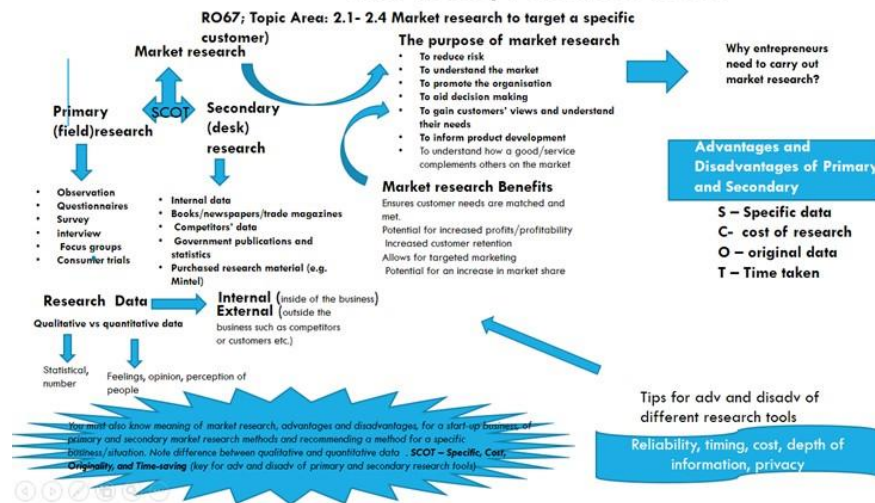 RO67; Topic Area: 2.1- 2.4 Market research to target a specific
customer)
Market research
SCOT
Primary
(field)research
Secondary
(desk)
research
• Observation
• Questionnaires
• Survey
• interview
• Focus groups
• Consumer trials
• Internal data
• Books/newspapers/trade magazines
• Competitors' data
• Government publications and
statistics
• Purchased research material (e.g.
Mintel)
The purpose of market research
• To reduce risk
• To understand the market
• To promote the organisation
• To aid decision making
• To gain customers' views and understand
their needs
• To inform product development
• To understand how a good/service
complements others on the market
Market research Benefits
Ensures customer needs are matched and
met.
Potential for increased profits/profitability
Increased customer retention
Allows for targeted marketing
Potential for an increase in market share
Why entrepreneurs
need to carry out
market research?
Advantages and
Disadvantages of Primary
and Secondary
S – Specific data
C- cost of research
O – original data
T – Time taken
Research Data
Qualitative vs quantitative data
Statistical,
number
Feelings, opinion, perception of
people
Internal (inside of the business)
External (outside the
business such as competitors
or customers etc.)
You must also know meaning of market research, advantages and disadvantages, for a start-up business, of
primary and secondary market research methods and recommending a method for a specific
business/situation. Note difference between qualitative and quantitative data . SCOT – Specific, Cost,
Originality, and Time-saving (key for adv and disadv of primary and secondary research tools)
Tips for adv and disadv of
different research tools
Reliability, timing, cost, depth of
information, privacy